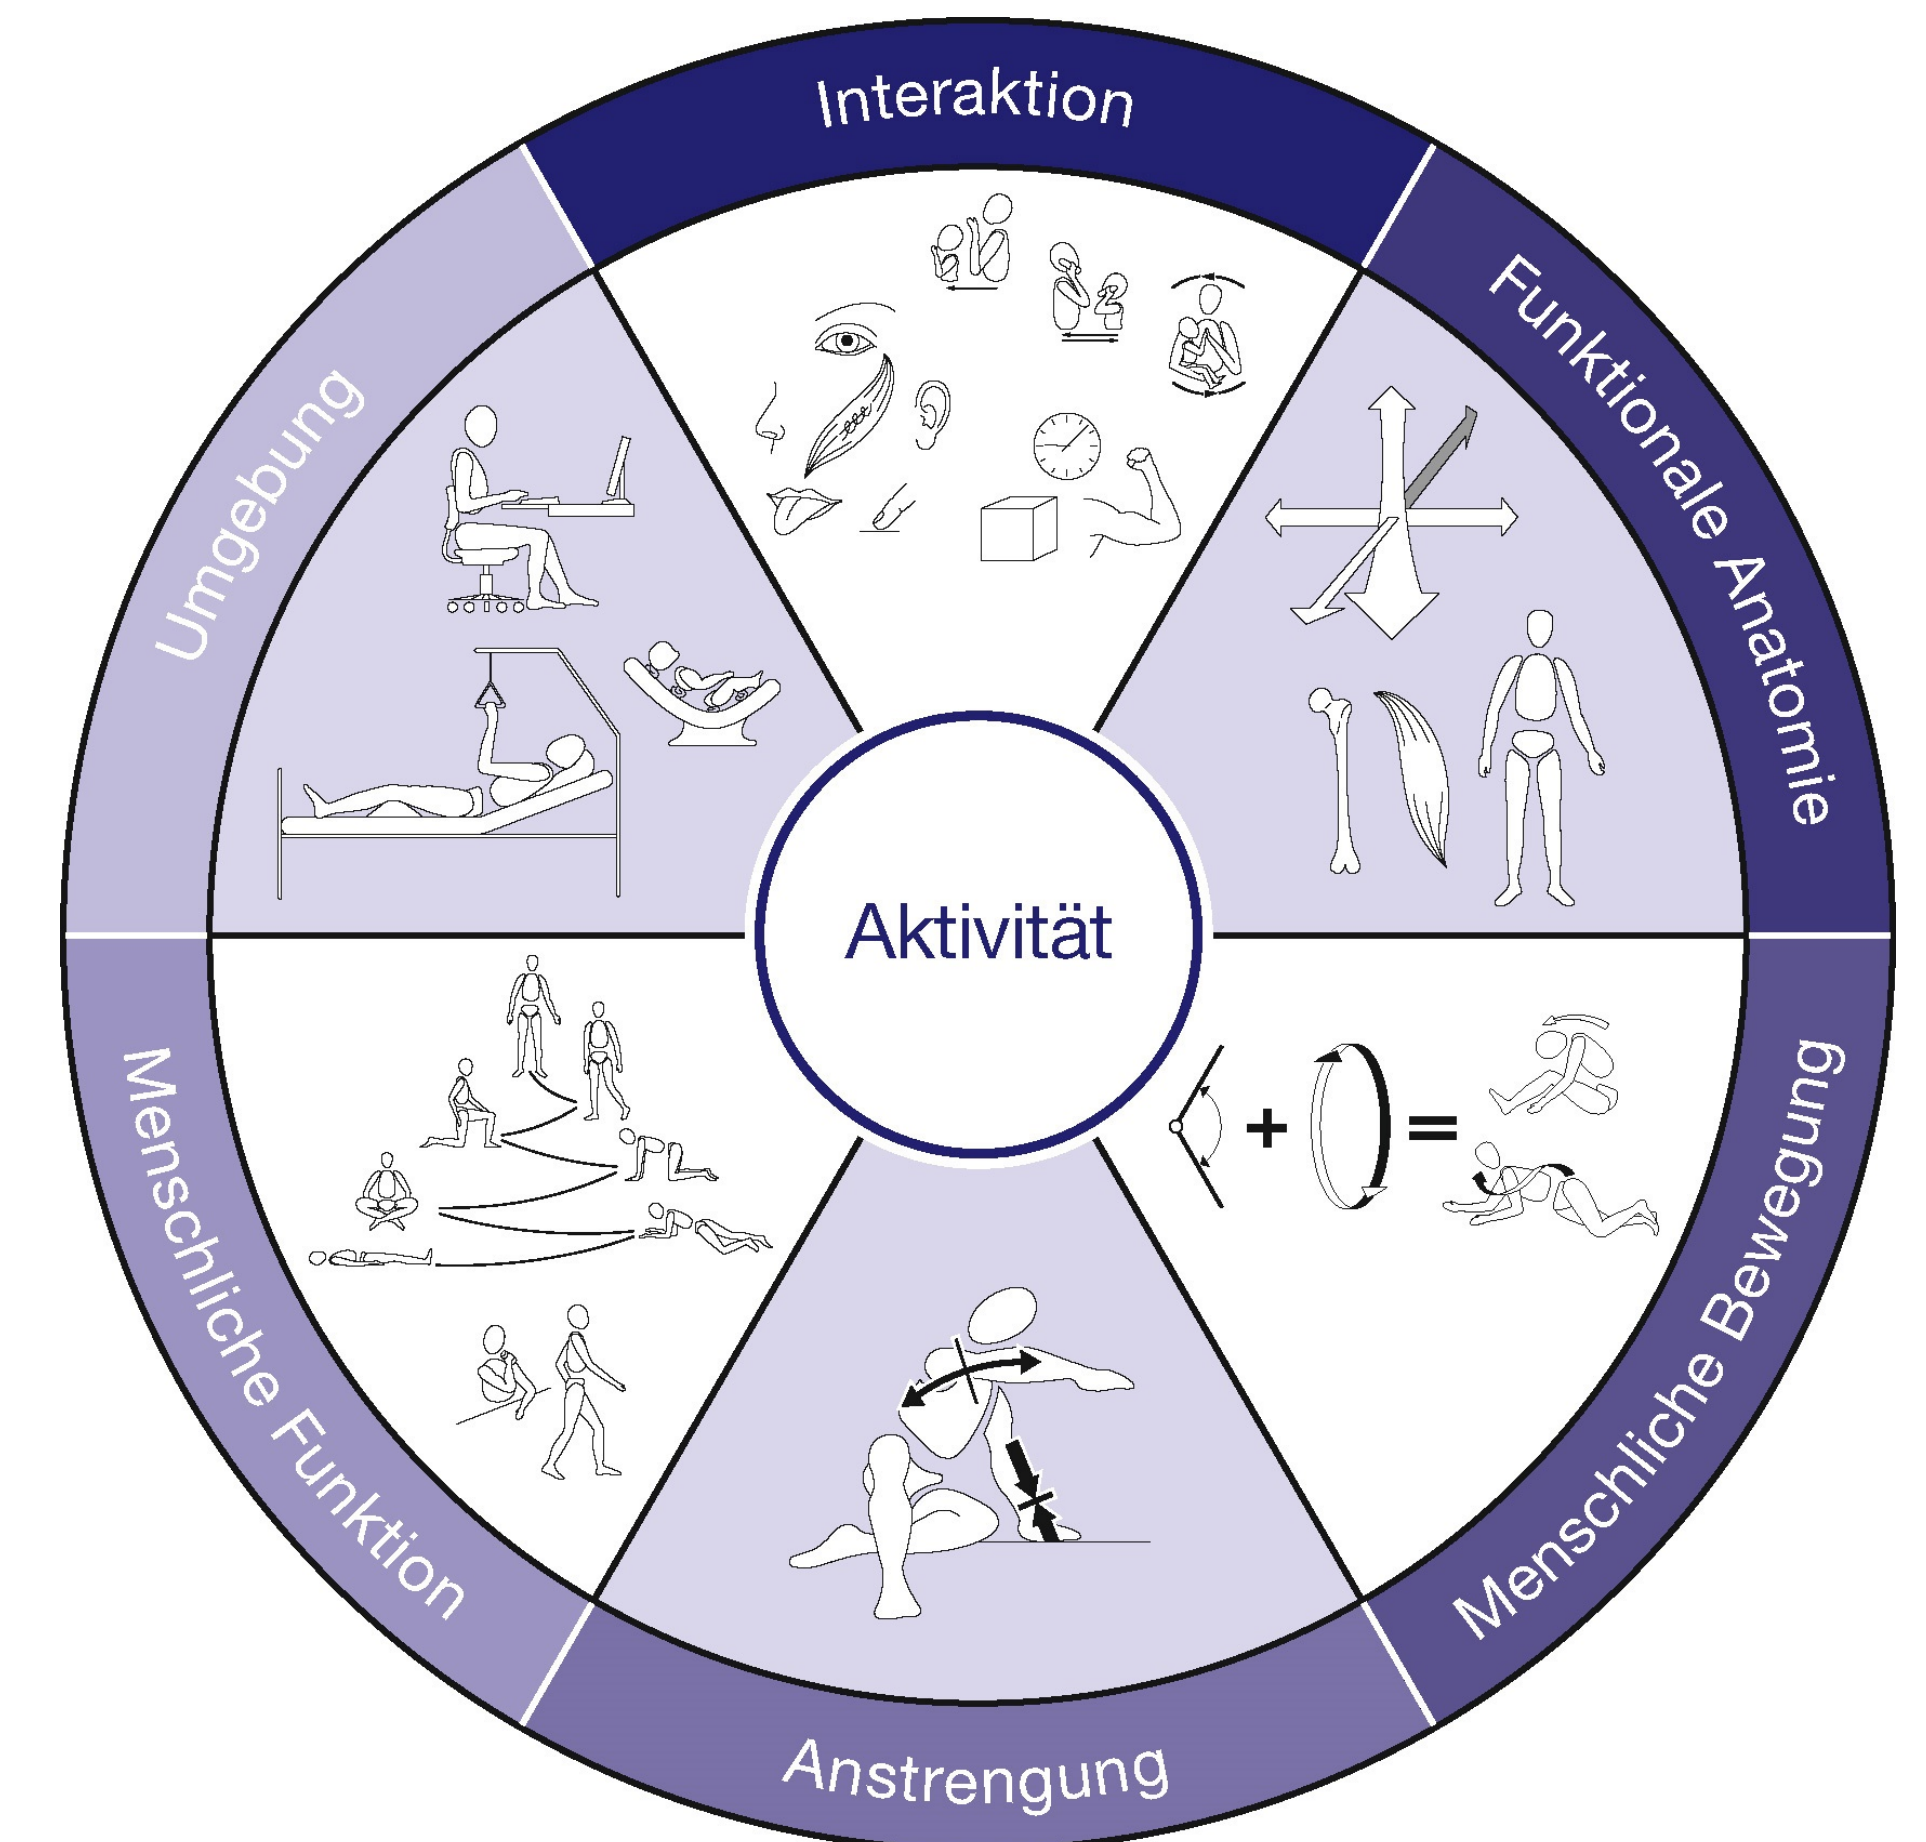 Interaktion
Funktionale Anatomie
Menschliche Bewegung
Anstrengung
Menschliche Funktion
Umgebung
Aktivität
+
=